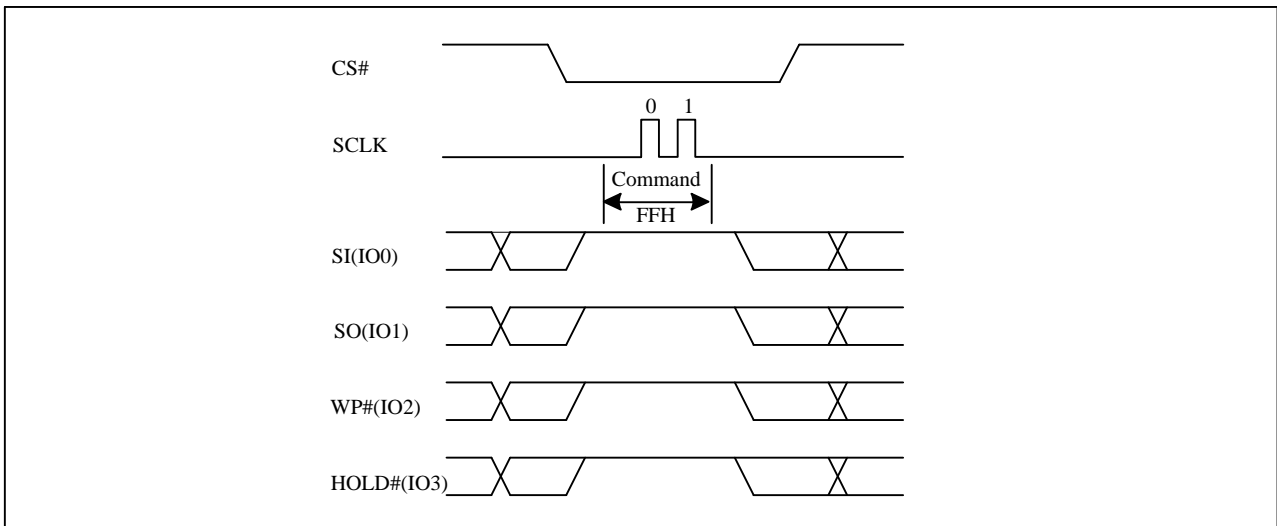 CS#
0 1
SCLK
Command
FFH
SI(IO0)
SO(IO1)
WP#(IO2)
HOLD#(IO3)